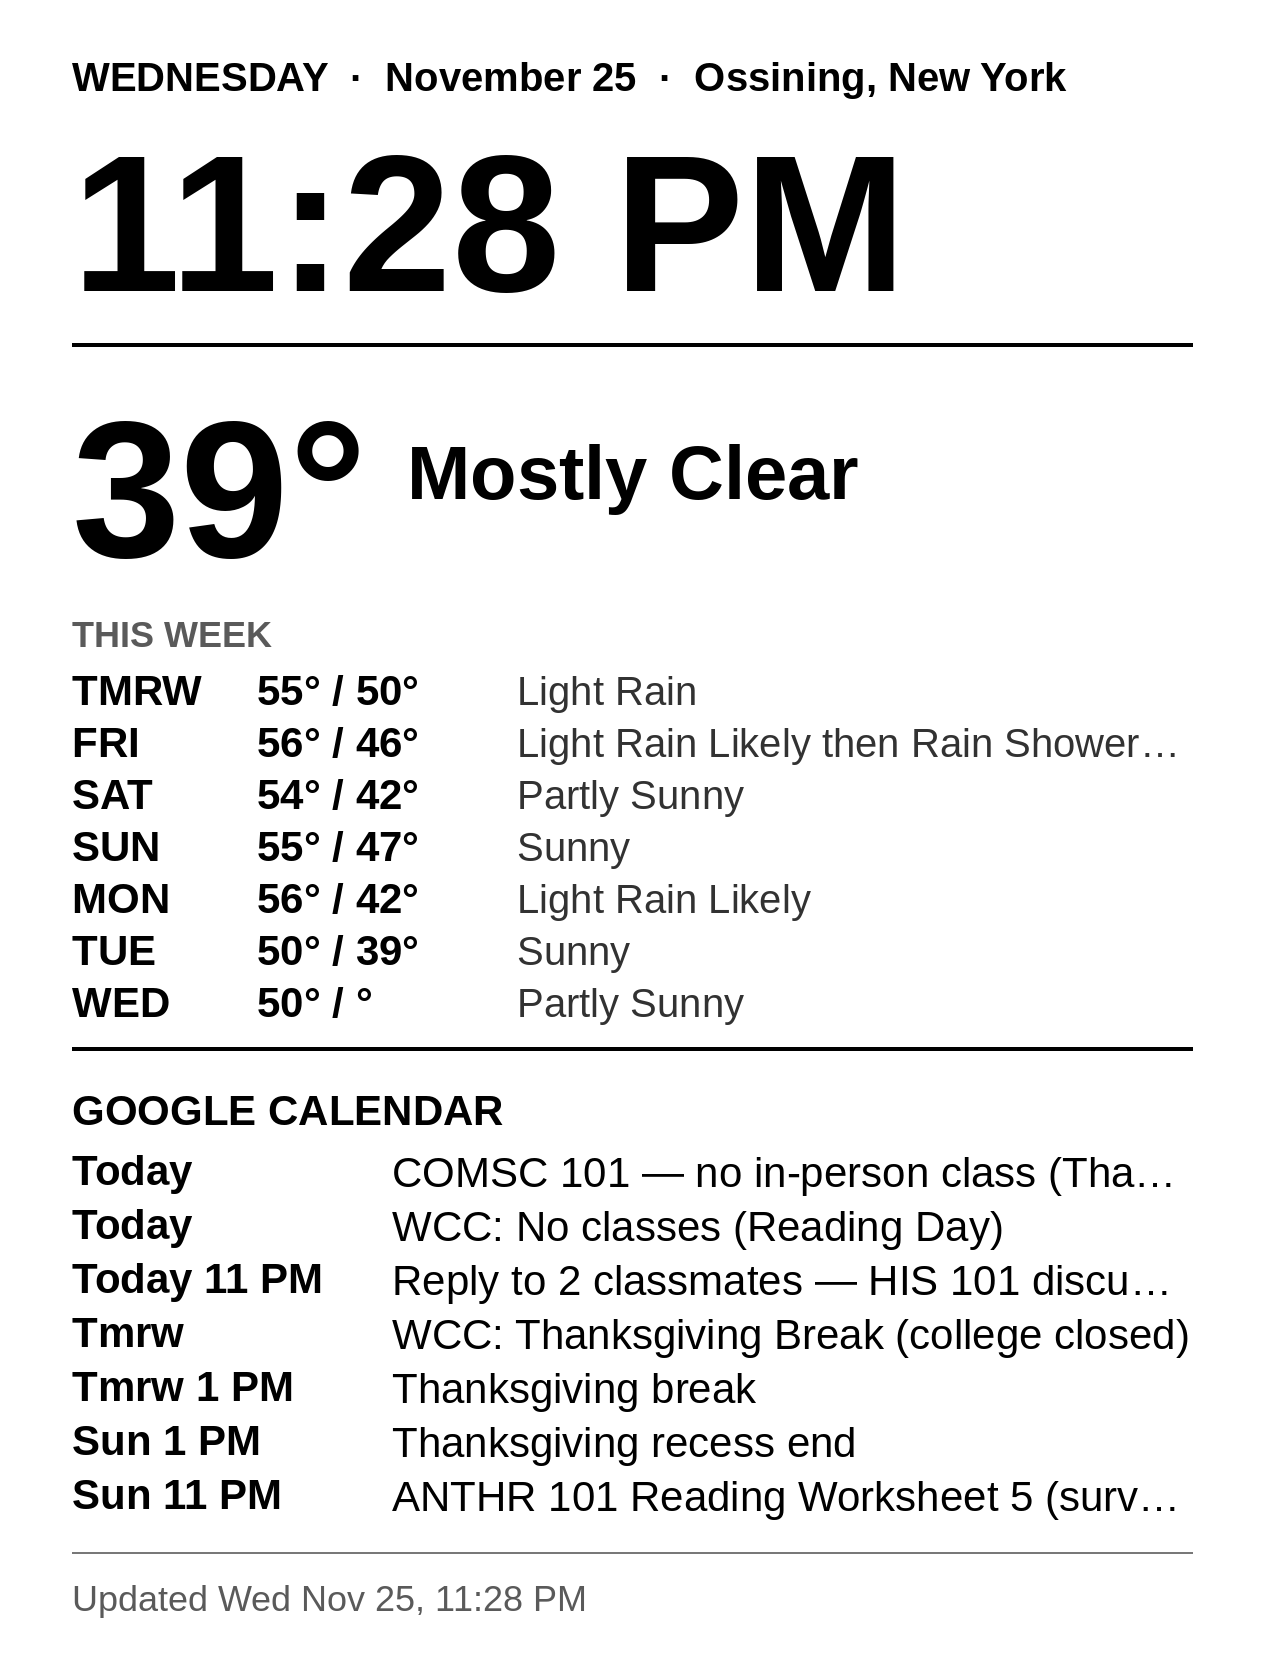 WEDNESDAY · November 25 · Ossining, New York
11:28 PM
39° Mostly Clear
THIS WEEK
TMRW 55° / 50° Light Rain
FRI 56° / 46° Light Rain Likely then Rain Shower…
SAT 54° / 42° Partly Sunny
SUN 55° / 47° Sunny
MON 56° / 42° Light Rain Likely
TUE 50° / 39° Sunny
WED 50° / ° Partly Sunny
GOOGLE CALENDAR
Today COMSC 101 — no in-person class (Tha…
Today WCC: No classes (Reading Day)
Today 11 PM Reply to 2 classmates — HIS 101 discu…
Tmrw WCC: Thanksgiving Break (college closed)
Tmrw 1 PM Thanksgiving break
Sun 1 PM Thanksgiving recess end
Sun 11 PM ANTHR 101 Reading Worksheet 5 (surv…
Updated Wed Nov 25, 11:28 PM